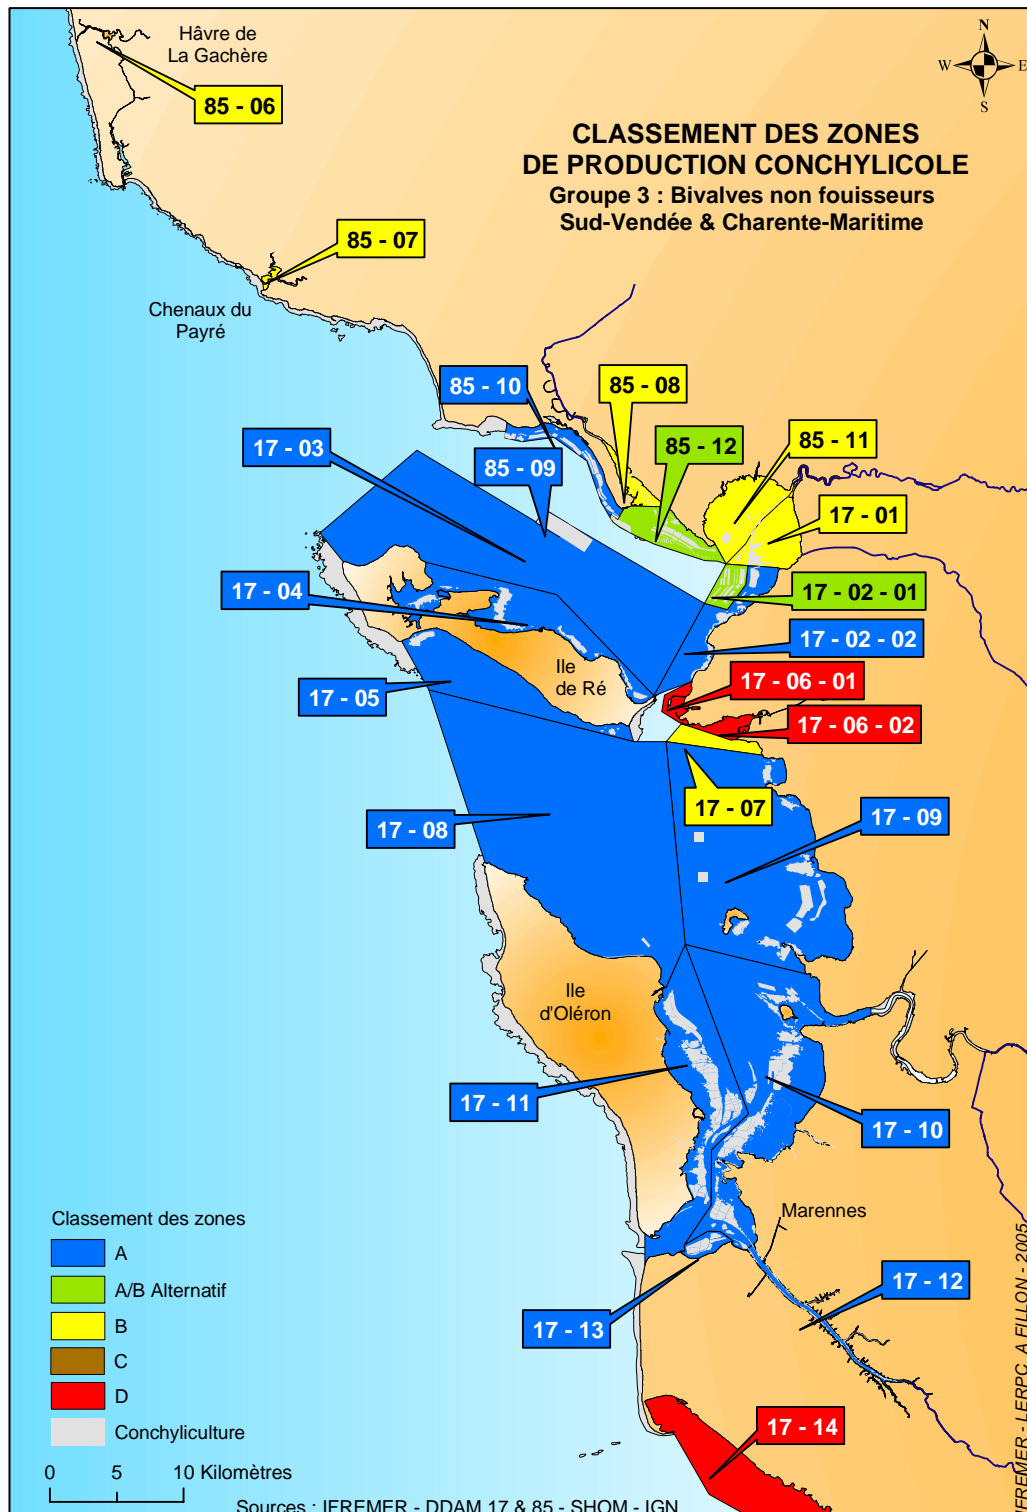 Hâvre de
La Gachère
N
W
E
S
85 - 06
CLASSEMENT DES ZONES
DE PRODUCTION CONCHYLICOLE
Groupe 3 : Bivalves non fouisseurs
Sud-Vendée & Charente-Maritime
85 - 07
Chenaux du
Payré
85 - 10
85 - 08
17 - 03
85 - 09
85 - 12
85 - 11
17 - 01
17 - 04
17 - 02 - 01
17 - 02 - 02
Ile
de Ré
17 - 05
17 - 06 - 01
17 - 06 - 02
17 - 07
17 - 08
17 - 09
Ile
d'Oléron
17 - 11
17 - 10
Marennes
17 - 12
17 - 13
17 - 14
Classement des zones
A
A/B Alternatif
B
C
D
Conchyliculture
0 5 10 Kilomètres
Sources : IFREMER - DDAM 17 & 85 - SHOM - IGN
IFREMER - LERPC, A FILLON - 2005